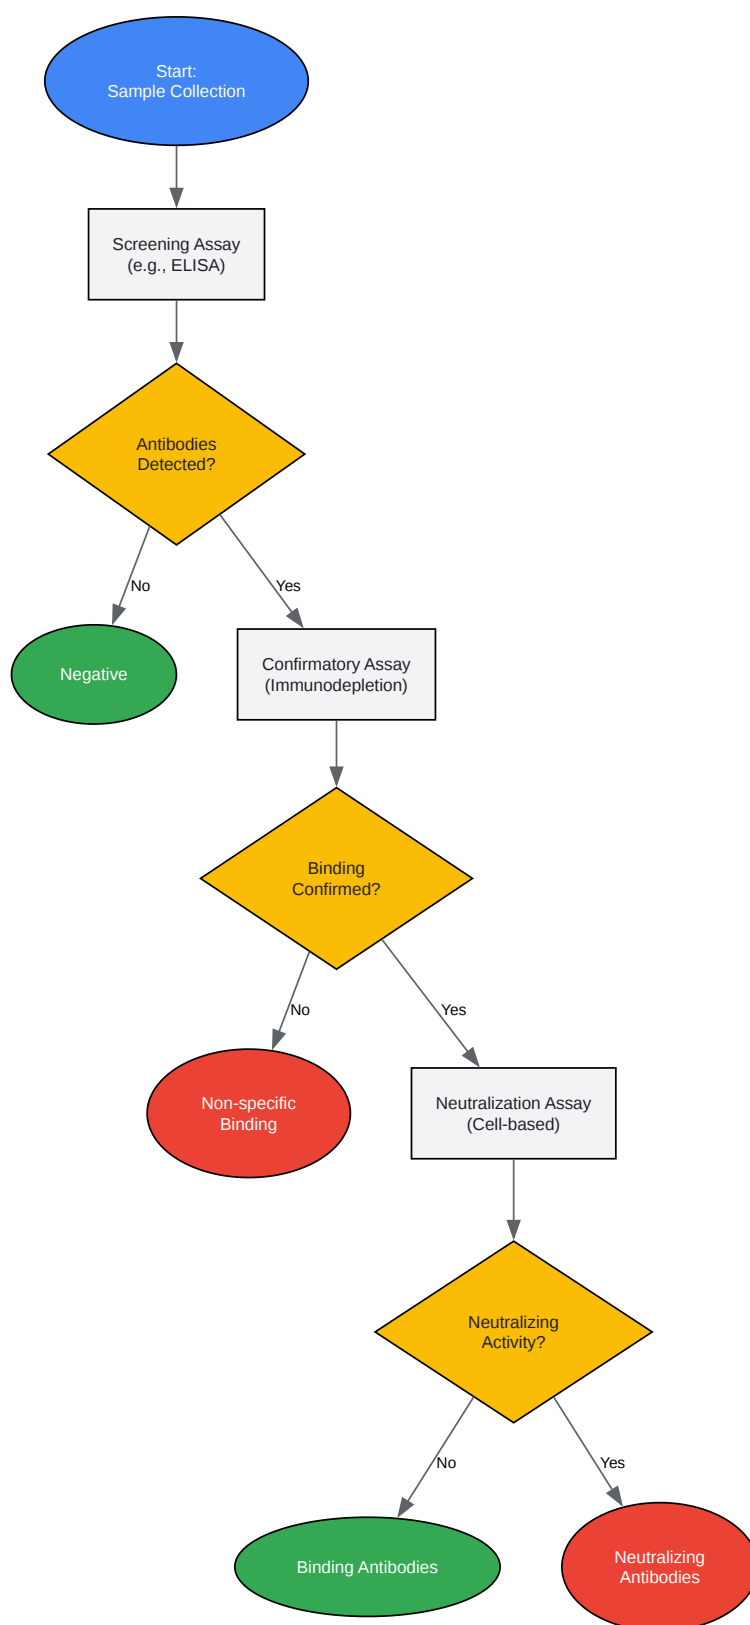 Start:
Sample Collection
Screening Assay
(e.g., ELISA)
Antibodies
Detected?
No
Yes
Negative
Confirmatory Assay
(Immunodepletion)
Binding
Confirmed?
No
Yes
Non-specific
Binding
Neutralization Assay
(Cell-based)
Neutralizing
Activity?
No
Yes
Binding Antibodies
Neutralizing
Antibodies